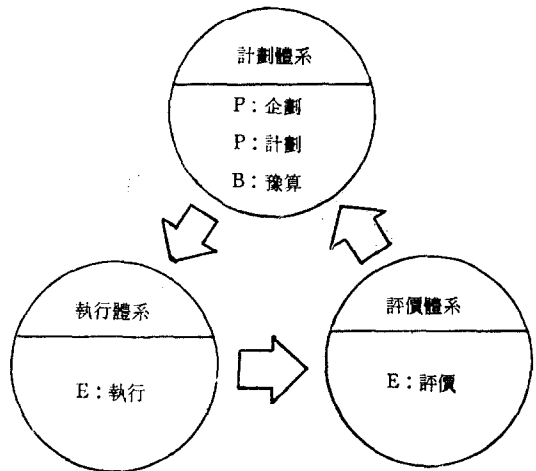 計劃體系
P：企劃
P：計劃
B：豫算
執行體系
E：執行
評價體系
E：評價